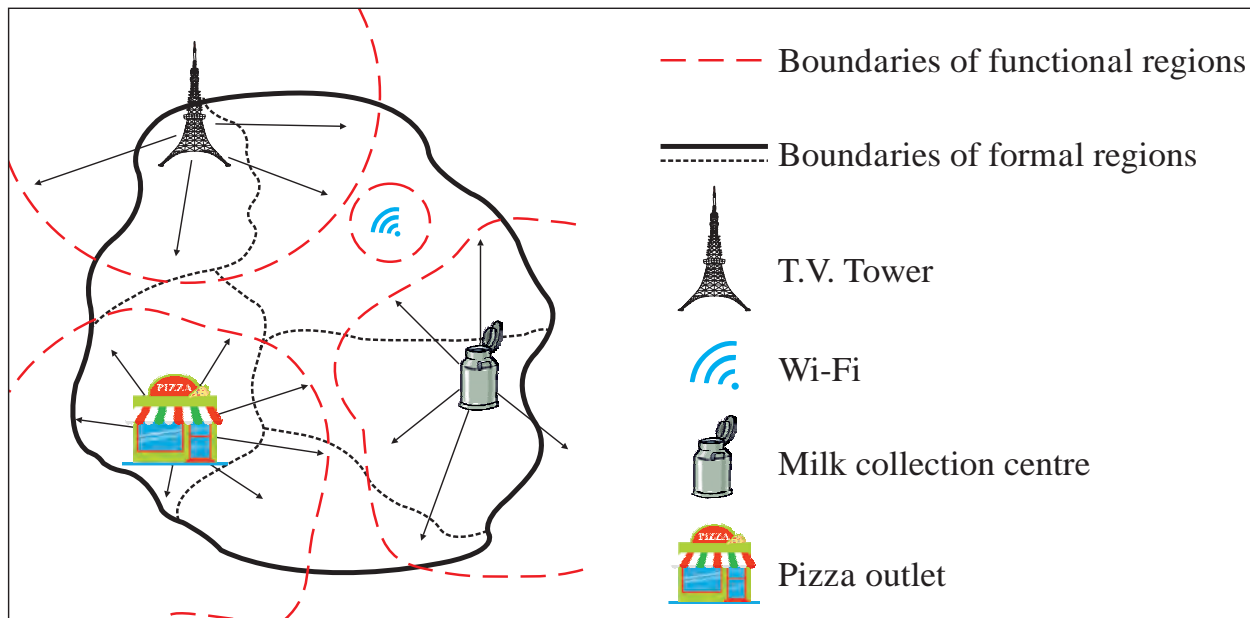 PIZZA
Boundaries of functional regions
Boundaries of formal regions
T.V. Tower
Wi-Fi
Milk collection centre
PIZZA
Pizza outlet